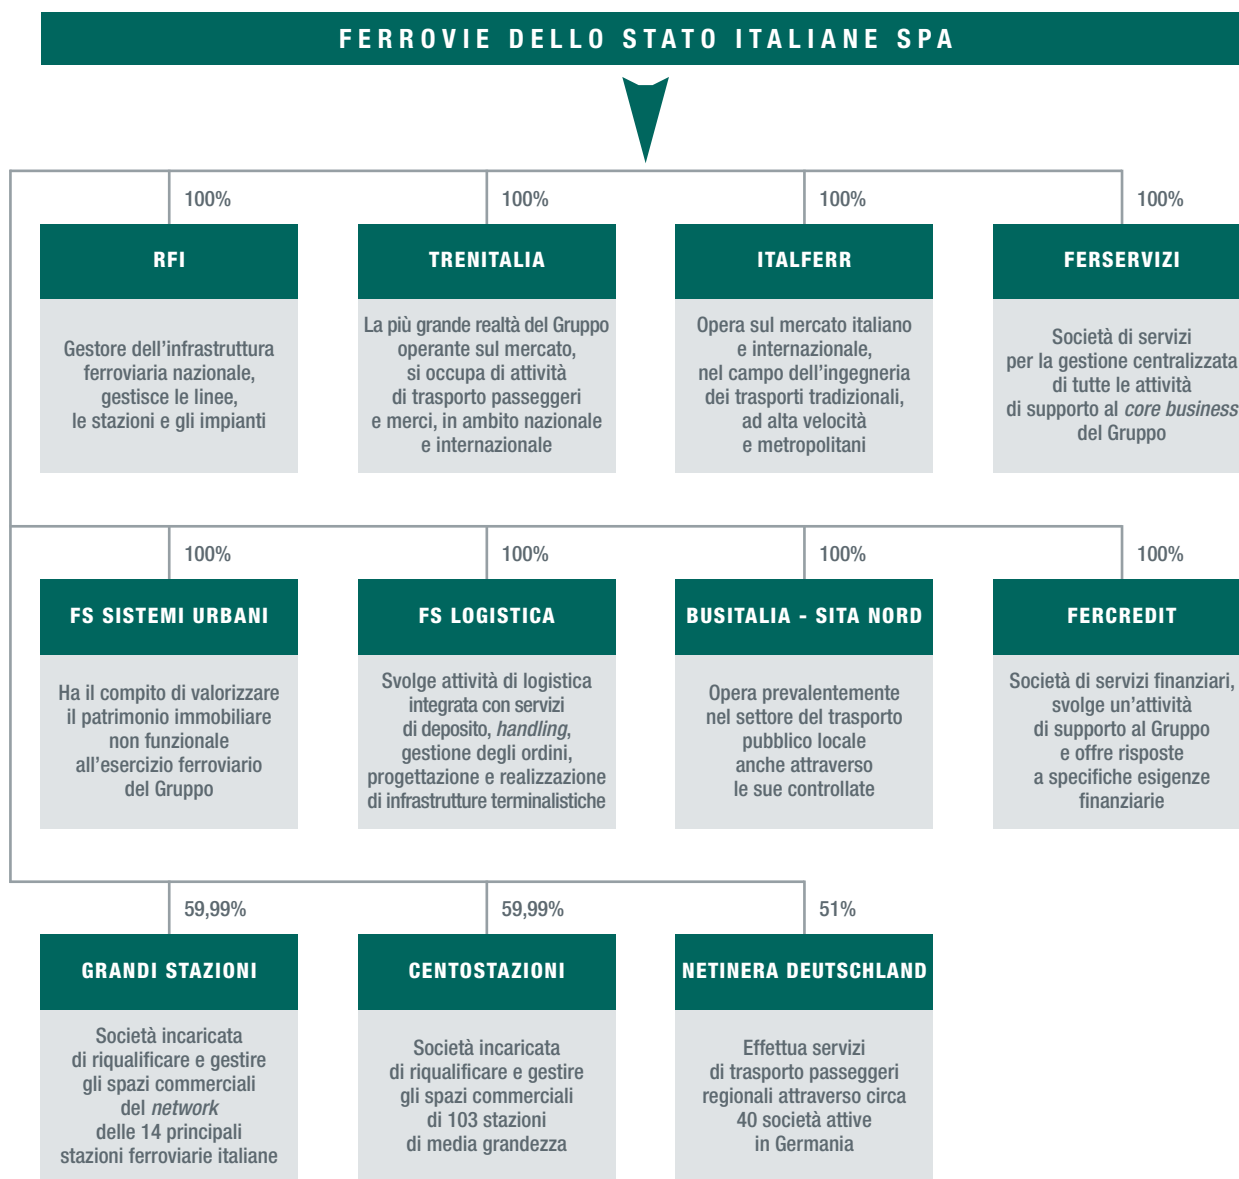 FERROVIE DELLO STATO ITALIANE SPA
100%
RFI
Gestore dell’infrastruttura
ferroviaria nazionale,
gestisce le linee,
le stazioni e gli impianti
100%
TRENITALIA
La più grande realtà del Gruppo
operante sul mercato,
si occupa di attività
di trasporto passeggeri
e merci, in ambito nazionale
e internazionale
100%
ITALFERR
Opera sul mercato italiano
e internazionale,
nel campo dell’ingegneria
dei trasporti tradizionali,
ad alta velocità
e metropolitani
100%
FERSERVIZI
Società di servizi
per la gestione centralizzata
di tutte le attività
di supporto al core business
del Gruppo
100%
FS SISTEMI URBANI
Ha il compito di valorizzare
il patrimonio immobiliare
non funzionale
all’esercizio ferroviario
del Gruppo
100%
FS LOGISTICA
Svolge attività di logistica
integrata con servizi
di deposito, handling,
gestione degli ordini,
progettazione e realizzazione
di infrastrutture terminalistiche
100%
BUSITALIA - SITA NORD
Opera prevalentemente
nel settore del trasporto
pubblico locale
anche attraverso
le sue controllate
100%
FERCREDIT
Società di servizi finanziari,
svolge un’attività
di supporto al Gruppo
e offre risposte
a specifiche esigenze
finanziarie
59,99%
GRANDI STAZIONI
Società incaricata
di riqualificare e gestire
gli spazi commerciali
del network
delle 14 principali
stazioni ferroviarie italiane
59,99%
CENTOSTAZIONI
Società incaricata
di riqualificare e gestire
gli spazi commerciali
di 103 stazioni
di media grandezza
51%
NETINERA DEUTSCHLAND
Effettua servizi
di trasporto passeggeri
regionali attraverso circa
40 società attive
in Germania